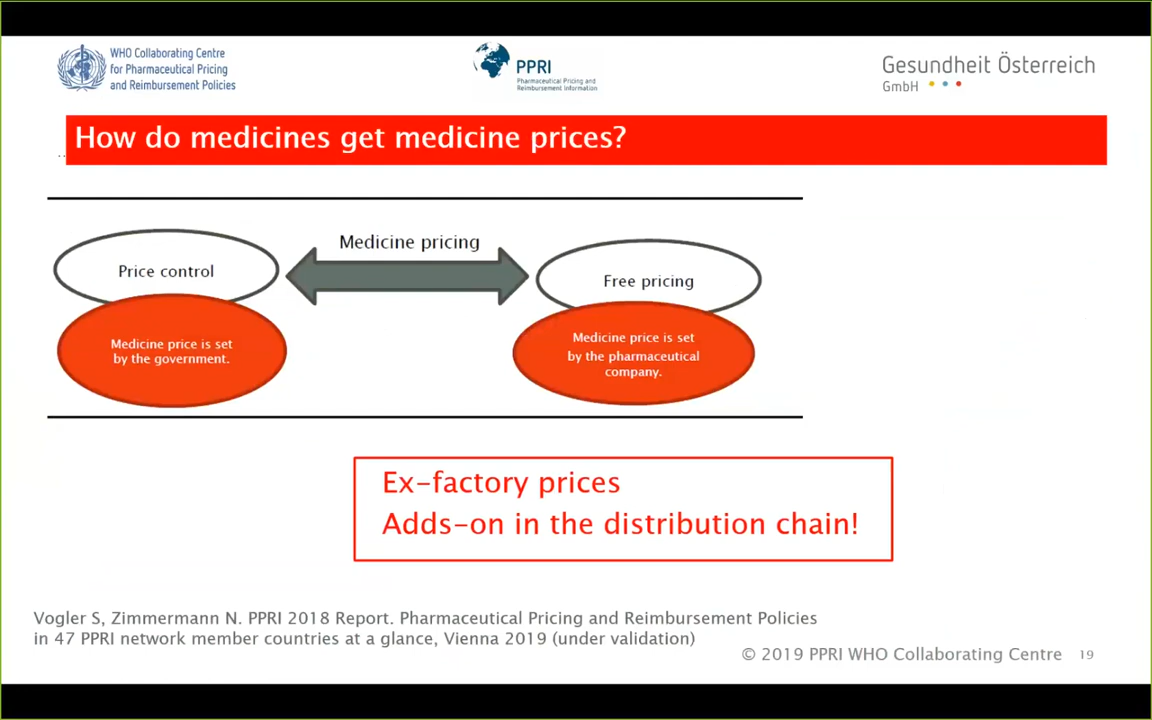 WHO Collaborating Centre
for Pharmaceutical Pricing
and Reimbursement Policies
PPRI
Pharmaceutical Pricing and
Reimbursement Information
Gesundheit Österreich
GmbH
How do medicines get medicine prices?
Medicine pricing
Price control
Free pricing
Medicine price is set
by the government.
Medicine price is set
by the pharmaceutical
company.
Ex-factory prices
Adds-on in the distribution chain!
Vogler S, Zimmermann N. PPRI 2018 Report. Pharmaceutical Pricing and Reimbursement Policies
in 47 PPRI network member countries at a glance, Vienna 2019 (under validation)
© 2019 PPRI WHO Collaborating Centre 19